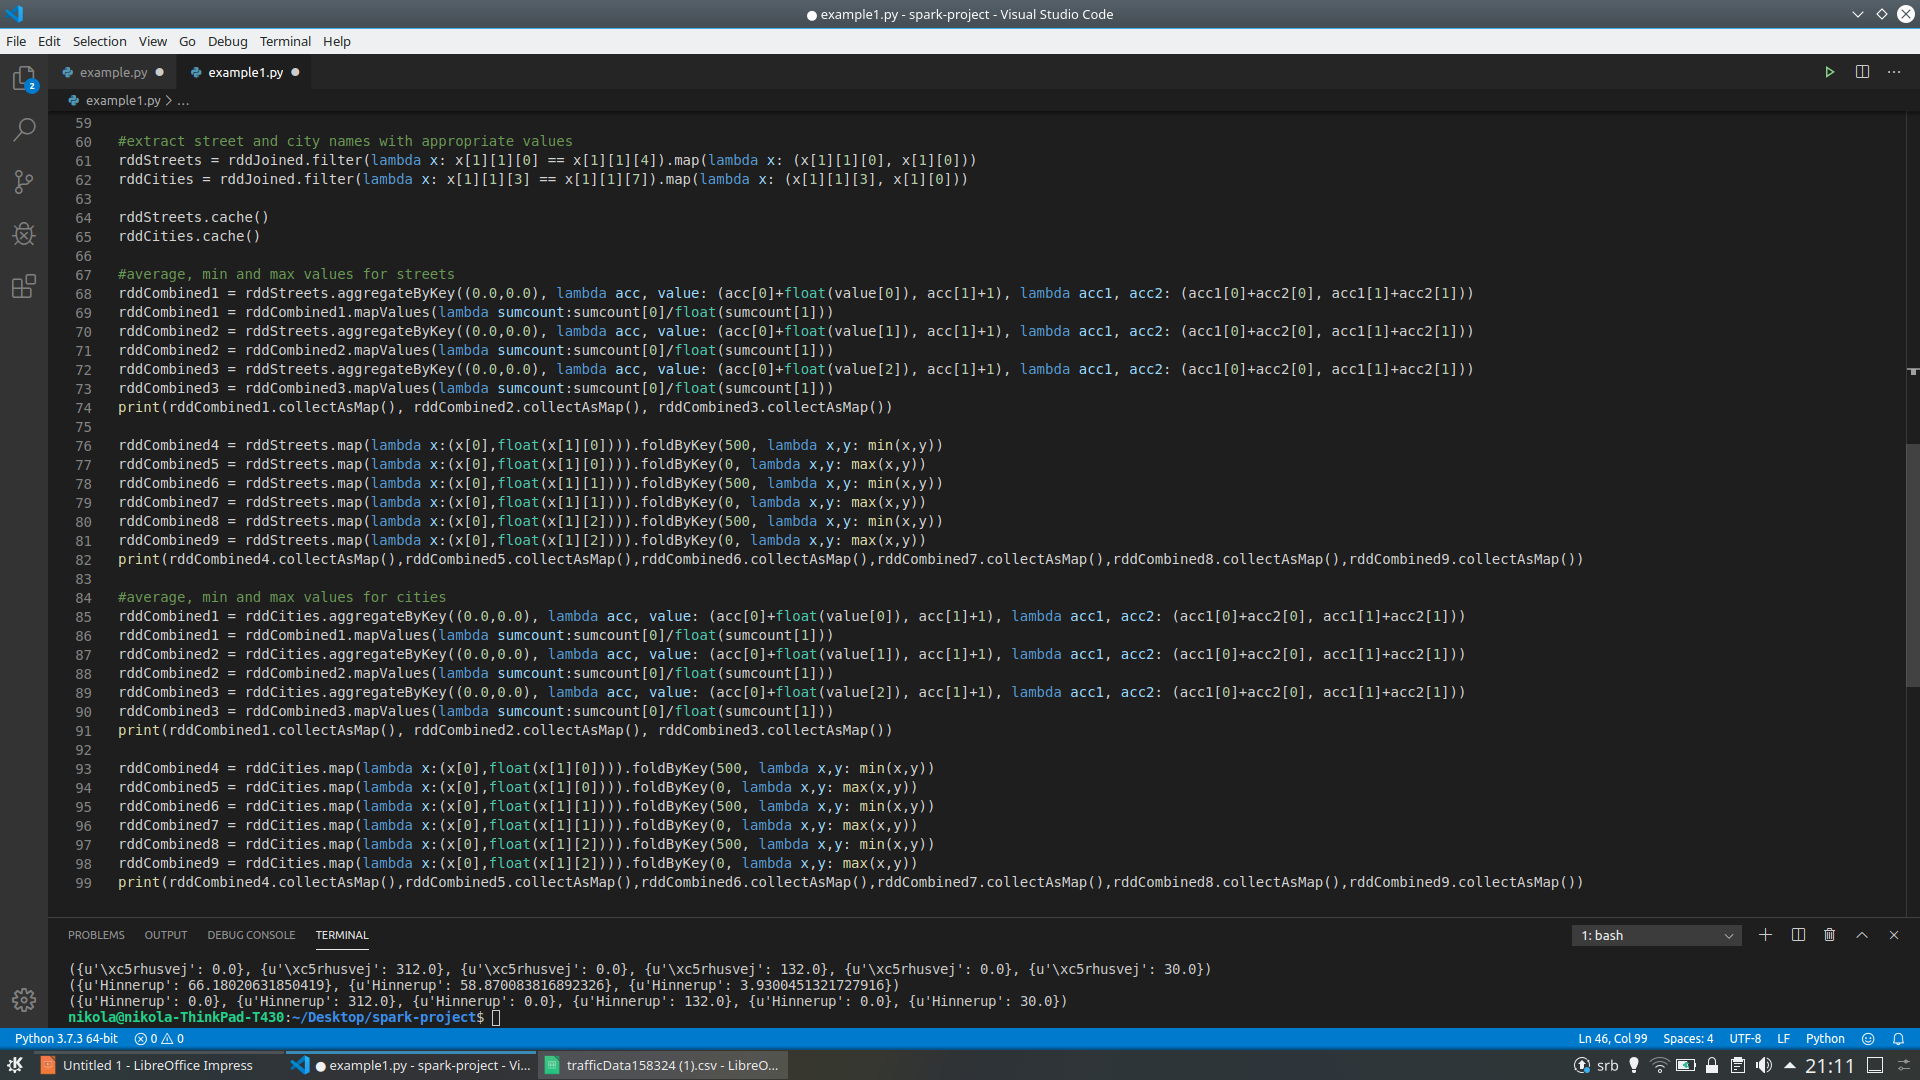 ● example1.py - spark-project - Visual Studio Code
File Edit Selection View Go Debug Terminal Help
example.py ● example1.py ●
2
example1.py > ...
59
60 #extract street and city names with appropriate values
61 rddStreets = rddJoined.filter(lambda x: x[1][1][0] == x[1][1][4]).map(lambda x: (x[1][1][0], x[1][0]))
62 rddCities = rddJoined.filter(lambda x: x[1][1][3] == x[1][1][7]).map(lambda x: (x[1][1][3], x[1][0]))
63
64 rddStreets.cache()
65 rddCities.cache()
66
67 #average, min and max values for streets
68 rddCombined1 = rddStreets.aggregateByKey((0.0,0.0), lambda acc, value: (acc[0]+float(value[0]), acc[1]+1), lambda acc1, acc2: (acc1[0]+acc2[0], acc1[1]+acc2[1]))
69 rddCombined1 = rddCombined1.mapValues(lambda sumcount:sumcount[0]/float(sumcount[1]))
70 rddCombined2 = rddStreets.aggregateByKey((0.0,0.0), lambda acc, value: (acc[0]+float(value[1]), acc[1]+1), lambda acc1, acc2: (acc1[0]+acc2[0], acc1[1]+acc2[1]))
71 rddCombined2 = rddCombined2.mapValues(lambda sumcount:sumcount[0]/float(sumcount[1]))
72 rddCombined3 = rddStreets.aggregateByKey((0.0,0.0), lambda acc, value: (acc[0]+float(value[2]), acc[1]+1), lambda acc1, acc2: (acc1[0]+acc2[0], acc1[1]+acc2[1]))
73 rddCombined3 = rddCombined3.mapValues(lambda sumcount:sumcount[0]/float(sumcount[1]))
74 print(rddCombined1.collectAsMap(), rddCombined2.collectAsMap(), rddCombined3.collectAsMap())
75
76 rddCombined4 = rddStreets.map(lambda x:(x[0],float(x[1][0]))).foldByKey(500, lambda x,y: min(x,y))
77 rddCombined5 = rddStreets.map(lambda x:(x[0],float(x[1][0]))).foldByKey(0, lambda x,y: max(x,y))
78 rddCombined6 = rddStreets.map(lambda x:(x[0],float(x[1][1]))).foldByKey(500, lambda x,y: min(x,y))
79 rddCombined7 = rddStreets.map(lambda x:(x[0],float(x[1][1]))).foldByKey(0, lambda x,y: max(x,y))
80 rddCombined8 = rddStreets.map(lambda x:(x[0],float(x[1][2]))).foldByKey(500, lambda x,y: min(x,y))
81 rddCombined9 = rddStreets.map(lambda x:(x[0],float(x[1][2]))).foldByKey(0, lambda x,y: max(x,y))
82 print(rddCombined4.collectAsMap(),rddCombined5.collectAsMap(),rddCombined6.collectAsMap(),rddCombined7.collectAsMap(),rddCombined8.collectAsMap(),rddCombined9.collectAsMap())
83
84 #average, min and max values for cities
85 rddCombined1 = rddCities.aggregateByKey((0.0,0.0), lambda acc, value: (acc[0]+float(value[0]), acc[1]+1), lambda acc1, acc2: (acc1[0]+acc2[0], acc1[1]+acc2[1]))
86 rddCombined1 = rddCombined1.mapValues(lambda sumcount:sumcount[0]/float(sumcount[1]))
87 rddCombined2 = rddCities.aggregateByKey((0.0,0.0), lambda acc, value: (acc[0]+float(value[1]), acc[1]+1), lambda acc1, acc2: (acc1[0]+acc2[0], acc1[1]+acc2[1]))
88 rddCombined2 = rddCombined2.mapValues(lambda sumcount:sumcount[0]/float(sumcount[1]))
89 rddCombined3 = rddCities.aggregateByKey((0.0,0.0), lambda acc, value: (acc[0]+float(value[2]), acc[1]+1), lambda acc1, acc2: (acc1[0]+acc2[0], acc1[1]+acc2[1]))
90 rddCombined3 = rddCombined3.mapValues(lambda sumcount:sumcount[0]/float(sumcount[1]))
91 print(rddCombined1.collectAsMap(), rddCombined2.collectAsMap(), rddCombined3.collectAsMap())
92
93 rddCombined4 = rddCities.map(lambda x:(x[0],float(x[1][0]))).foldByKey(500, lambda x,y: min(x,y))
94 rddCombined5 = rddCities.map(lambda x:(x[0],float(x[1][0]))).foldByKey(0, lambda x,y: max(x,y))
95 rddCombined6 = rddCities.map(lambda x:(x[0],float(x[1][1]))).foldByKey(500, lambda x,y: min(x,y))
96 rddCombined7 = rddCities.map(lambda x:(x[0],float(x[1][1]))).foldByKey(0, lambda x,y: max(x,y))
97 rddCombined8 = rddCities.map(lambda x:(x[0],float(x[1][2]))).foldByKey(500, lambda x,y: min(x,y))
98 rddCombined9 = rddCities.map(lambda x:(x[0],float(x[1][2]))).foldByKey(0, lambda x,y: max(x,y))
99 print(rddCombined4.collectAsMap(),rddCombined5.collectAsMap(),rddCombined6.collectAsMap(),rddCombined7.collectAsMap(),rddCombined8.collectAsMap(),rddCombined9.collectAsMap())
PROBLEMS OUTPUT DEBUG CONSOLE TERMINAL 1: bash
({u'\xc5rhusvej': 0.0}, {u'\xc5rhusvej': 312.0}, {u'\xc5rhusvej': 0.0}, {u'\xc5rhusvej': 132.0}, {u'\xc5rhusvej': 0.0}, {u'\xc5rhusvej': 30.0})
({u'Hinnerup': 66.18020631850419}, {u'Hinnerup': 58.870083816892326}, {u'Hinnerup': 3.9300451321727916})
({u'Hinnerup': 0.0}, {u'Hinnerup': 312.0}, {u'Hinnerup': 0.0}, {u'Hinnerup': 132.0}, {u'Hinnerup': 0.0}, {u'Hinnerup': 30.0})
nikola@nikola-ThinkPad-T430:~/Desktop/spark-project$
Python 3.7.3 64-bit 0 0 Ln 46, Col 99 Spaces: 4 UTF-8 LF Python
Untitled 1 - LibreOffice Impress ● example1.py - spark-project - Vi... trafficData158324 (1).csv - LibreO... srb 21:11